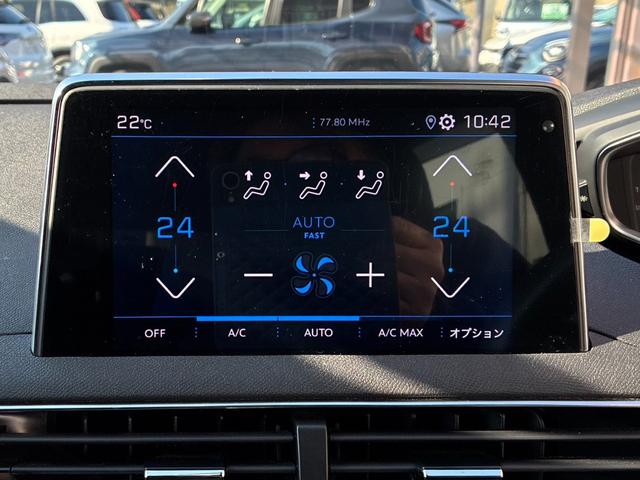 22°C 77.80 MHz 10:42
24 AUTO 24
FAST
OFF A/C AUTO A/C MAX オプション